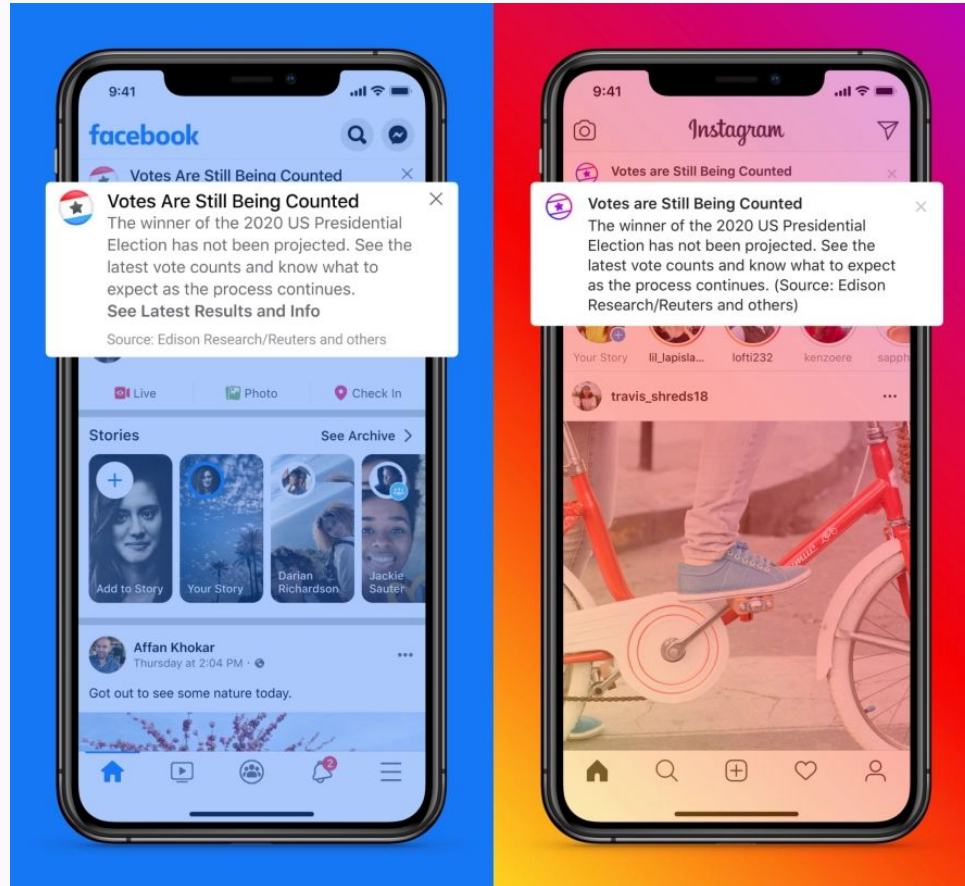 9:41
facebook
Votes Are Still Being Counted
Votes Are Still Being Counted
The winner of the 2020 US Presidential
Election has not been projected. See the
latest vote counts and know what to
expect as the process continues.
See Latest Results and Info
Source: Edison Research/Reuters and others
Live
Photo
Check In
Stories
See Archive
Add to Story
Your Story
Darian
Richardson
Jackie
Sauter
Affan Khokar
Thursday at 2:04 PM ·
Got out to see some nature today.
2
9:41
Instagram
Votes are Still Being Counted
Votes are Still Being Counted
The winner of the 2020 US Presidential
Election has not been projected. See the
latest vote counts and know what to expect
as the process continues. (Source: Edison
Research/Reuters and others)
Your Story
lil_lapisla...
lofti232
kenzoere
sapph
travis_shreds18